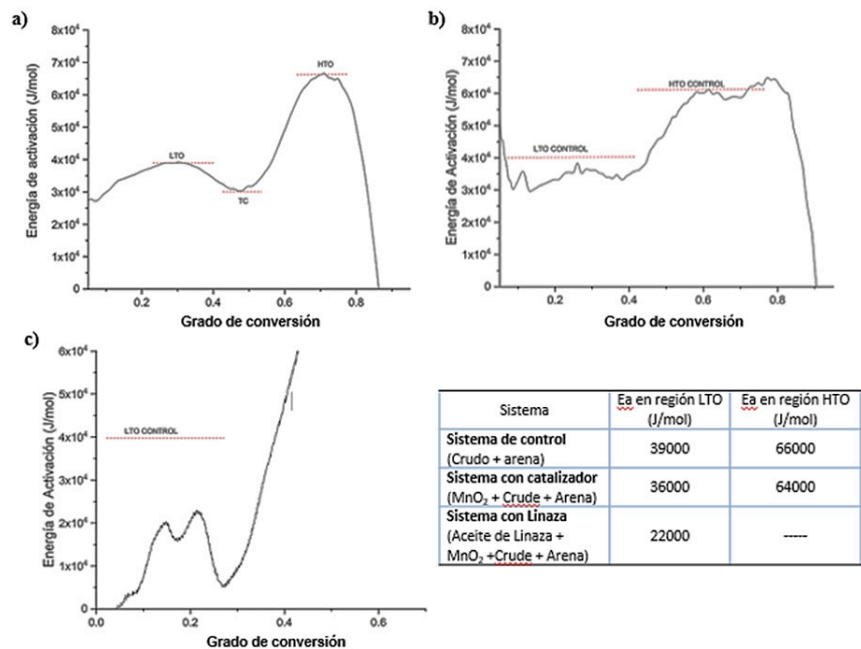 a)
8x10⁴
7x10⁴
6x10⁴
5x10⁴
4x10⁴
3x10⁴
2x10⁴
1x10⁴
0
Energía de activación (J/mol)
LTO
TC
HTO
0.2
0.4
0.6
0.8
Grado de conversión
b)
8x10⁴
7x10⁴
6x10⁴
5x10⁴
4x10⁴
3x10⁴
2x10⁴
1x10⁴
0
Energía de Activación (J/mol)
LTO CONTROL
HTO CONTROL
0.2
0.4
0.6
0.8
Grado de conversión
c)
6x10⁴
5x10⁴
4x10⁴
3x10⁴
2x10⁴
1x10⁴
0
Energía de Activación (J/mol)
LTO CONTROL
0.0
0.2
0.4
0.6
Grado de conversión
Sistema
Ea en región LTO
(J/mol)
Ea en región HTO
(J/mol)
Sistema de control
(Crudo + arena)
39000
66000
Sistema con catalizador
(MnO₂ + Crude + Arena)
36000
64000
Sistema con Linaza
(Aceite de Linaza +
MnO₂ +Crude + Arena)
22000
-----